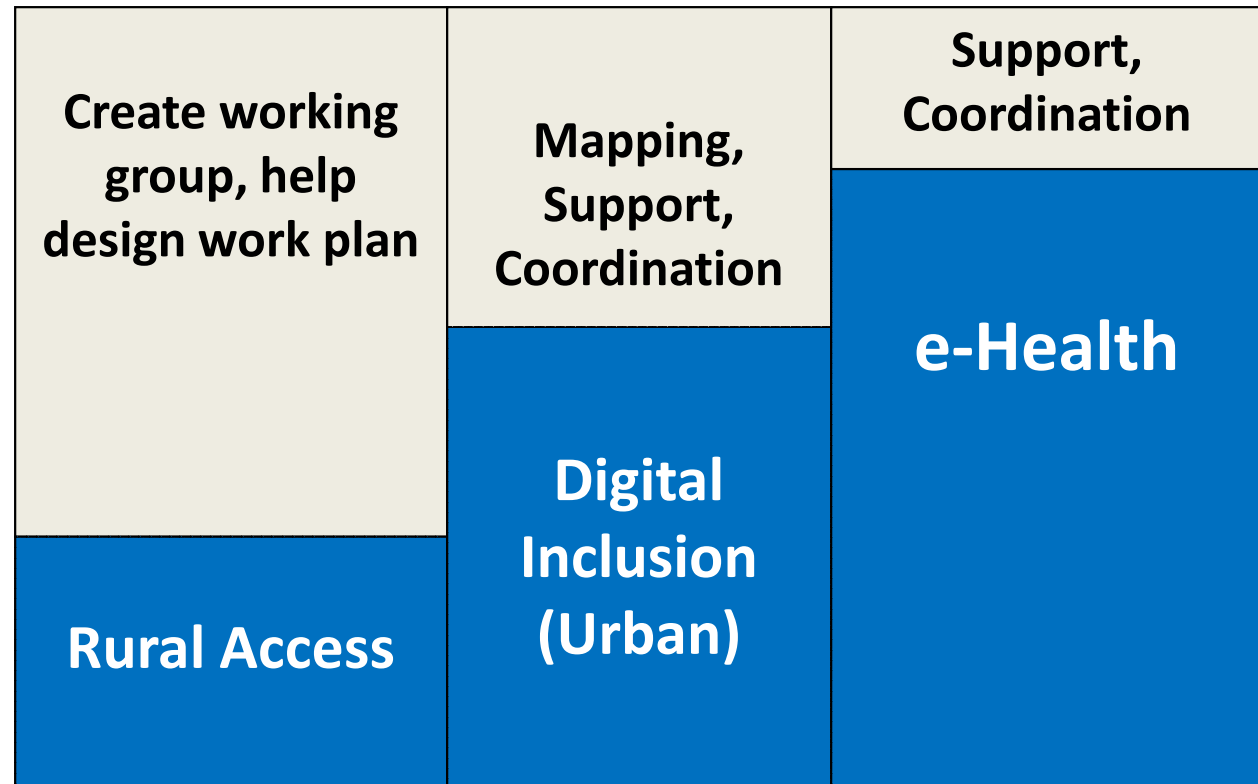 Create working
group, help
design work plan
Mapping,
Support,
Coordination
Support,
Coordination
Rural Access
Digital
Inclusion
(Urban)
e-Health